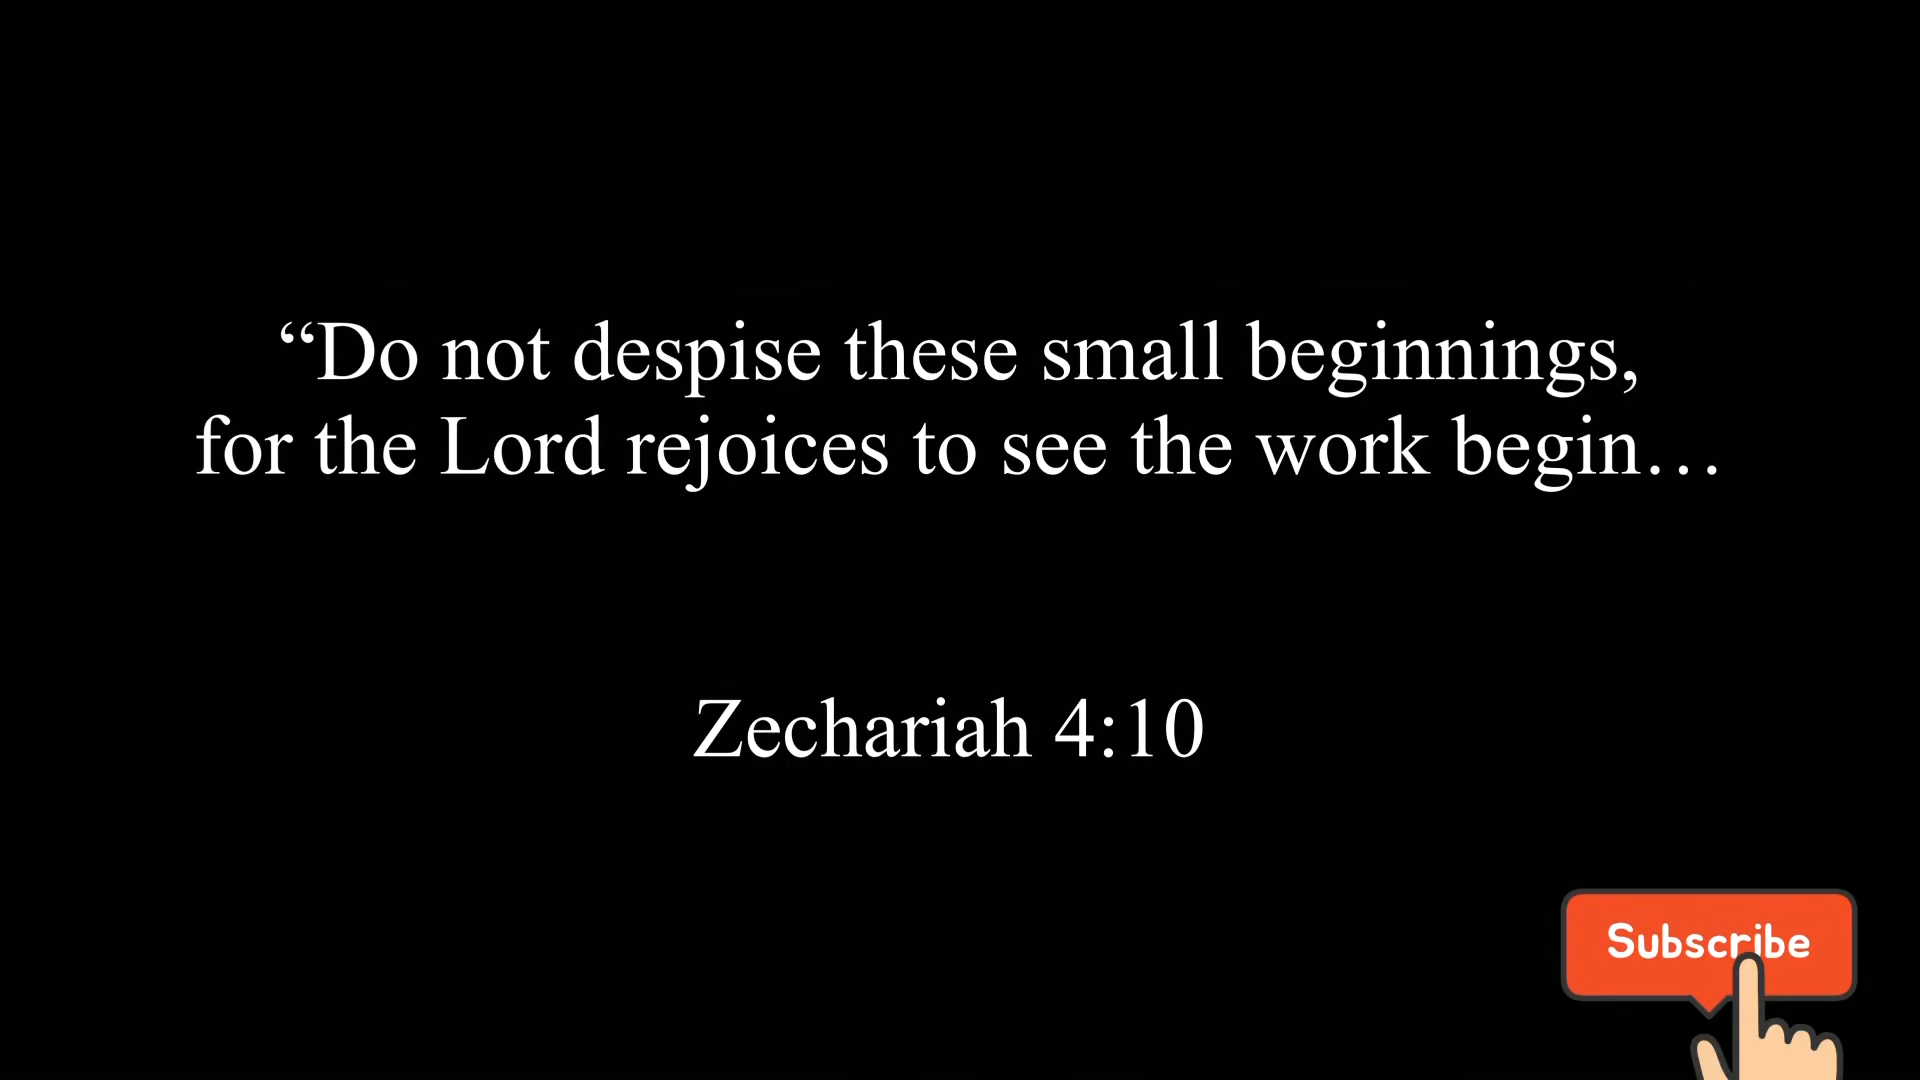 “Do not despise these small beginnings,
for the Lord rejoices to see the work begin…
Zechariah 4:10
Subscribe